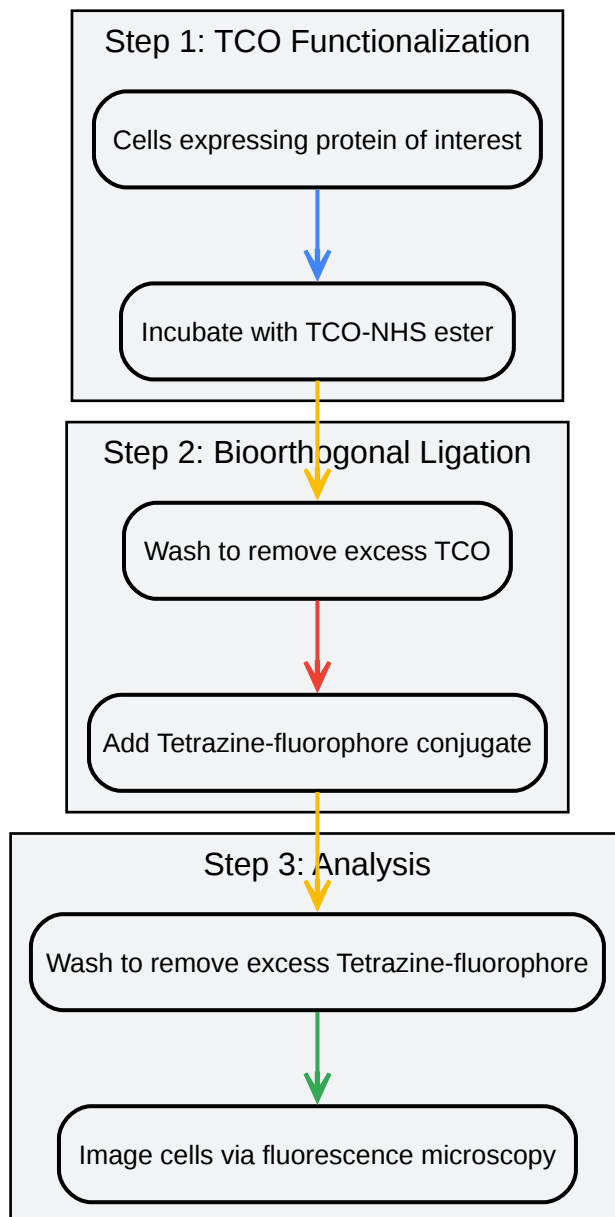 Step 1: TCO Functionalization
Cells expressing protein of interest
Incubate with TCO-NHS ester
Step 2: Bioorthogonal Ligation
Wash to remove excess TCO
Add Tetrazine-fluorophore conjugate
Step 3: Analysis
Wash to remove excess Tetrazine-fluorophore
Image cells via fluorescence microscopy